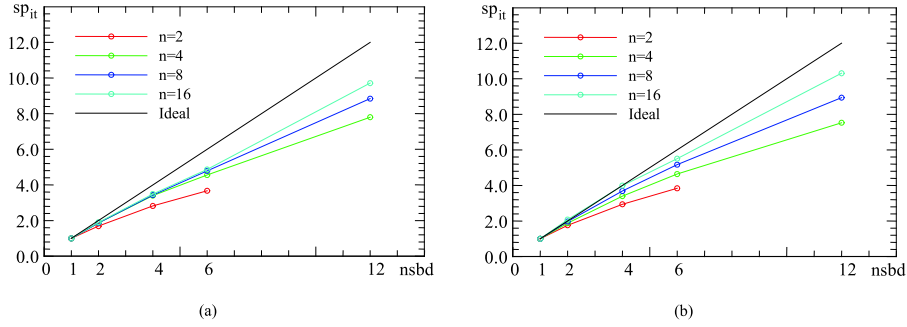 sp_it
12.0
10.0
8.0
6.0
4.0
2.0
0.0
n=2
n=4
n=8
n=16
Ideal
0 1 2 4 6 12 nsbd
(a)
sp_it
12.0
10.0
8.0
6.0
4.0
2.0
0.0
n=2
n=4
n=8
n=16
Ideal
0 1 2 4 6 12 nsbd
(b)